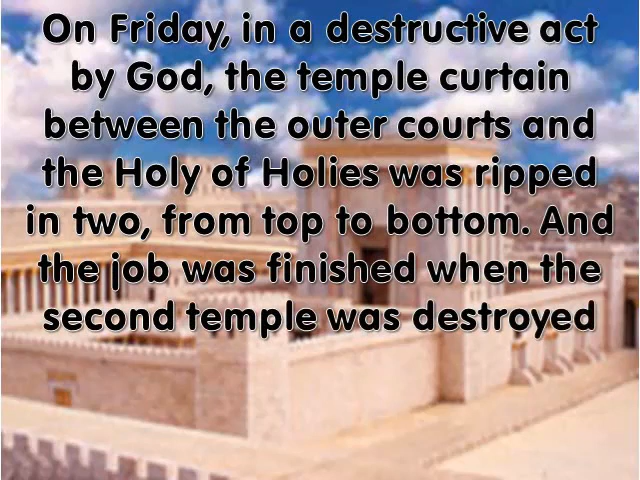 On Friday, in a destructive act
by God, the temple curtain
between the outer courts and
the Holy of Holies was ripped
in two, from top to bottom. And
the job was finished when the
second temple was destroyed